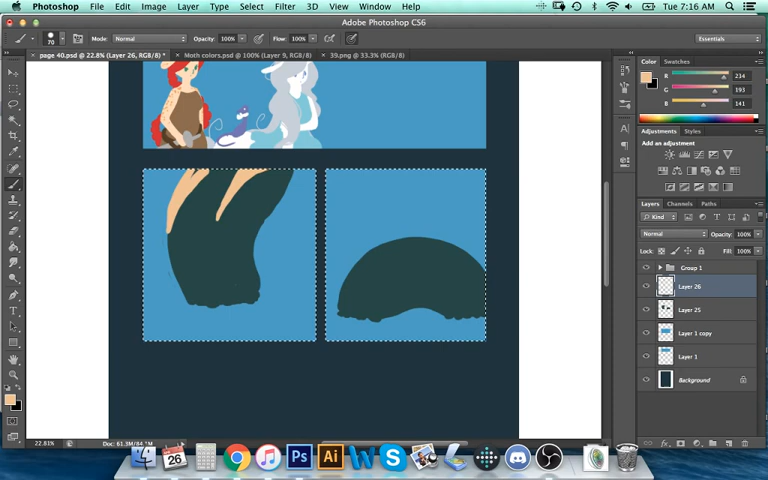 Photoshop File Edit Image Layer Type Select Filter 3D View Window Help Tue 7:16 AM
Adobe Photoshop CS6
70 Mode: Normal Opacity: 100% Flow: 100% Essentials
× page 40.psd @ 22.8% (Layer 26, RGB/8) * × Moth colors.psd @ 100% (Layer 9, RGB/8) × 39.png @ 33.3% (RGB/8)
Color Swatches
R 234
G 193
B 141
Adjustments Styles
Add an adjustment
Layers Channels Paths
Kind
Normal Opacity: 100%
Lock: Fill: 100%
Group 1
Layer 26
Layer 25
Layer 1 copy
Layer 1
Background
22.81% Doc: 61.3M/84.1M
JUL 26 Ps Ai W S